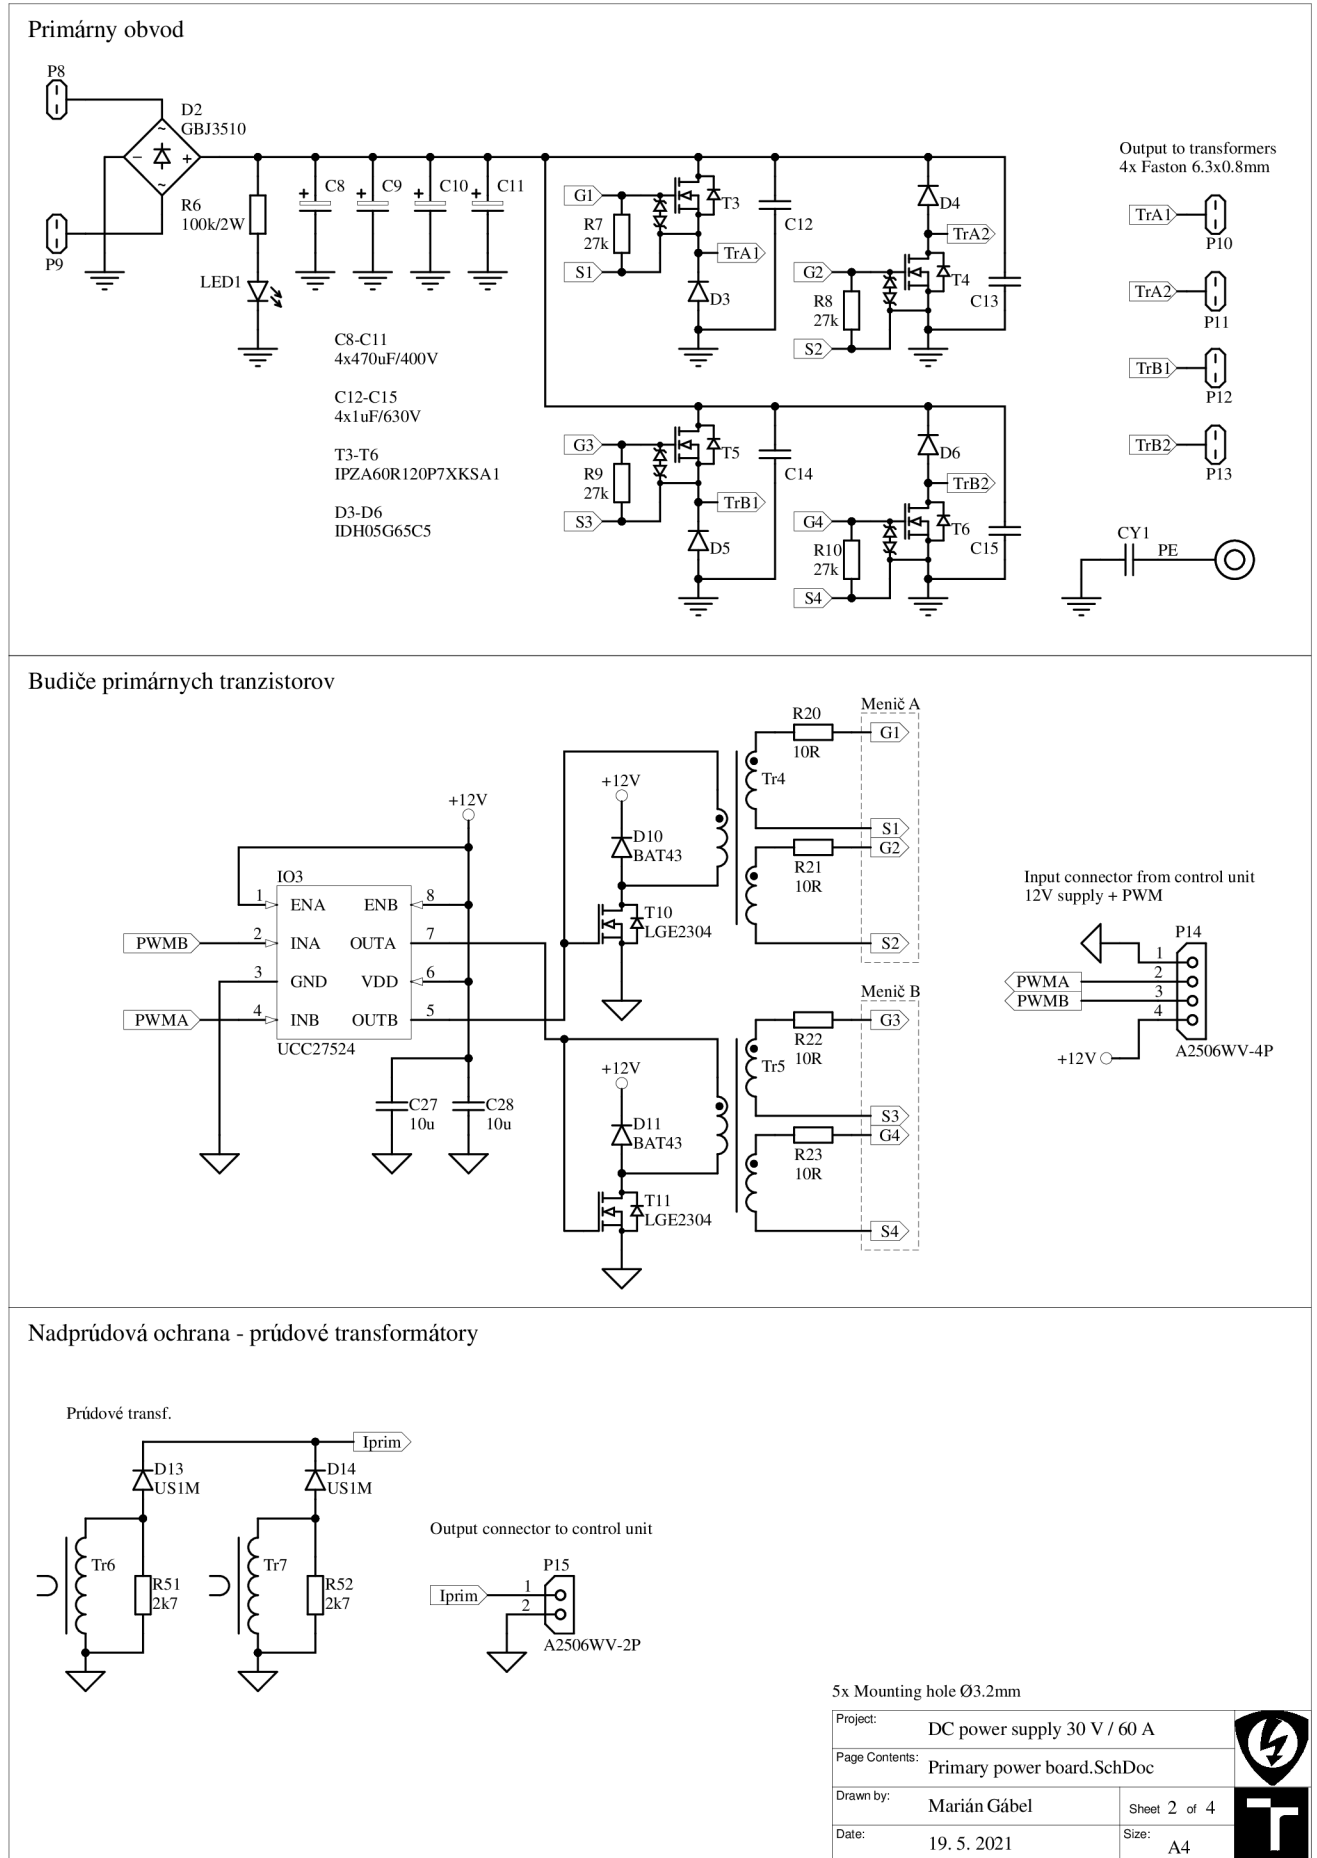 Primárny obvod
P8
D2
GBJ3510
~
~
−
+
P9
R6
100k/2W
LED1
+
C8
+
C9
+
C10
+
C11
C8-C11
4x470uF/400V
C12-C15
4x1uF/630V
T3-T6
IPZA60R120P7XKSA1
D3-D6
IDH05G65C5
G1
R7
27k
S1
T3
TrA1
D3
C12
D4
TrA2
G2
R8
27k
S2
T4
C13
G3
R9
27k
S3
T5
TrB1
D5
C14
D6
TrB2
G4
R10
27k
S4
T6
C15
Output to transformers
4x Faston 6.3x0.8mm
TrA1
P10
TrA2
P11
TrB1
P12
TrB2
P13
CY1
PE
Budiče primárnych tranzistorov
+12V
IO3
1
ENA
ENB
8
PWMB
2
INA
OUTA
7
3
GND
VDD
6
PWMA
4
INB
OUTB
5
UCC27524
C27
10u
C28
10u
+12V
D10
BAT43
T10
LGE2304
Tr4
R20
10R
R21
10R
Menič A
G1
S1
G2
S2
+12V
D11
BAT43
T11
LGE2304
Tr5
R22
10R
R23
10R
Menič B
G3
S3
G4
S4
Input connector from control unit
12V supply + PWM
P14
1
PWMA
2
PWMB
3
4
+12V
A2506WV-4P
Nadprúdová ochrana - prúdové transformátory
Prúdové transf.
Iprim
D13
US1M
D14
US1M
Tr6
R51
2k7
Tr7
R52
2k7
Output connector to control unit
P15
Iprim
1
2
A2506WV-2P
5x Mounting hole Ø3.2mm
Project:
DC power supply 30 V / 60 A
Page Contents:
Primary power board.SchDoc
Drawn by:
Marián Gábel
Sheet 2 of 4
Date:
19. 5. 2021
Size:
A4